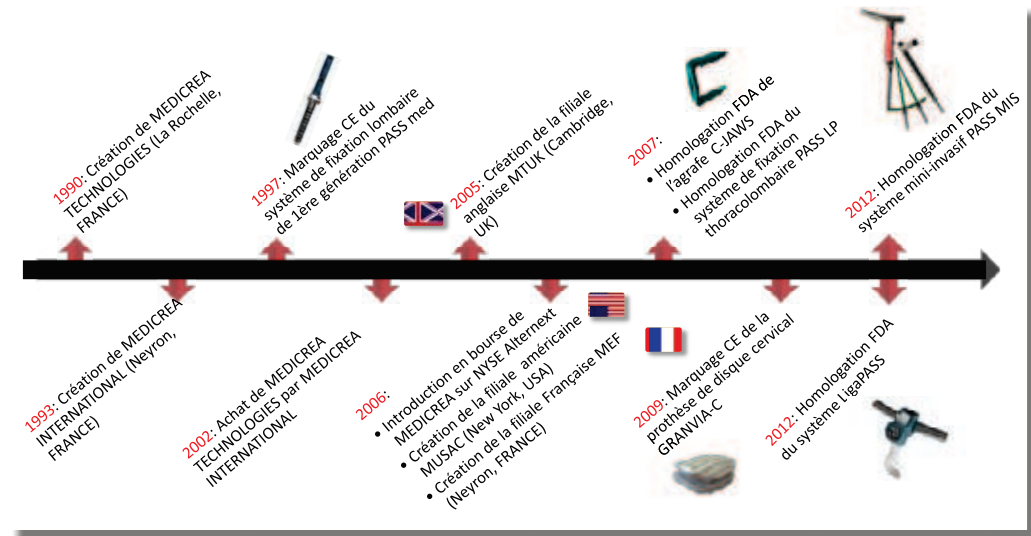 1990: Création de MEDICREA
TECHNOLOGIES (La Rochelle,
FRANCE)
1993: Création de MEDICREA
INTERNATIONAL (Neyron,
FRANCE)
1997: Marquage CE du
système de fixation lombaire
de 1ère génération PASS med
2002: Achat de MEDICREA
TECHNOLOGIES par MEDICREA
INTERNATIONAL
2005: Création de la filiale
anglaise MTUK (Cambridge,
UK)
2006:
• Introduction en bourse de
MEDICREA sur NYSE Alternext
• Création de la filiale américaine
MUSAC (New York, USA)
• Création de la filiale Française MEF
(Neyron, FRANCE)
2007:
• Homologation FDA de
l'agrafe C-JAWS
• Homologation FDA du
système de fixation
thoracolombaire PASS LP
2009: Marquage CE de la
prothèse de disque cervical
GRANVIA-C
2012: Homologation FDA du
système mini-invasif PASS MIS
2012: Homologation FDA
du système LigaPASS